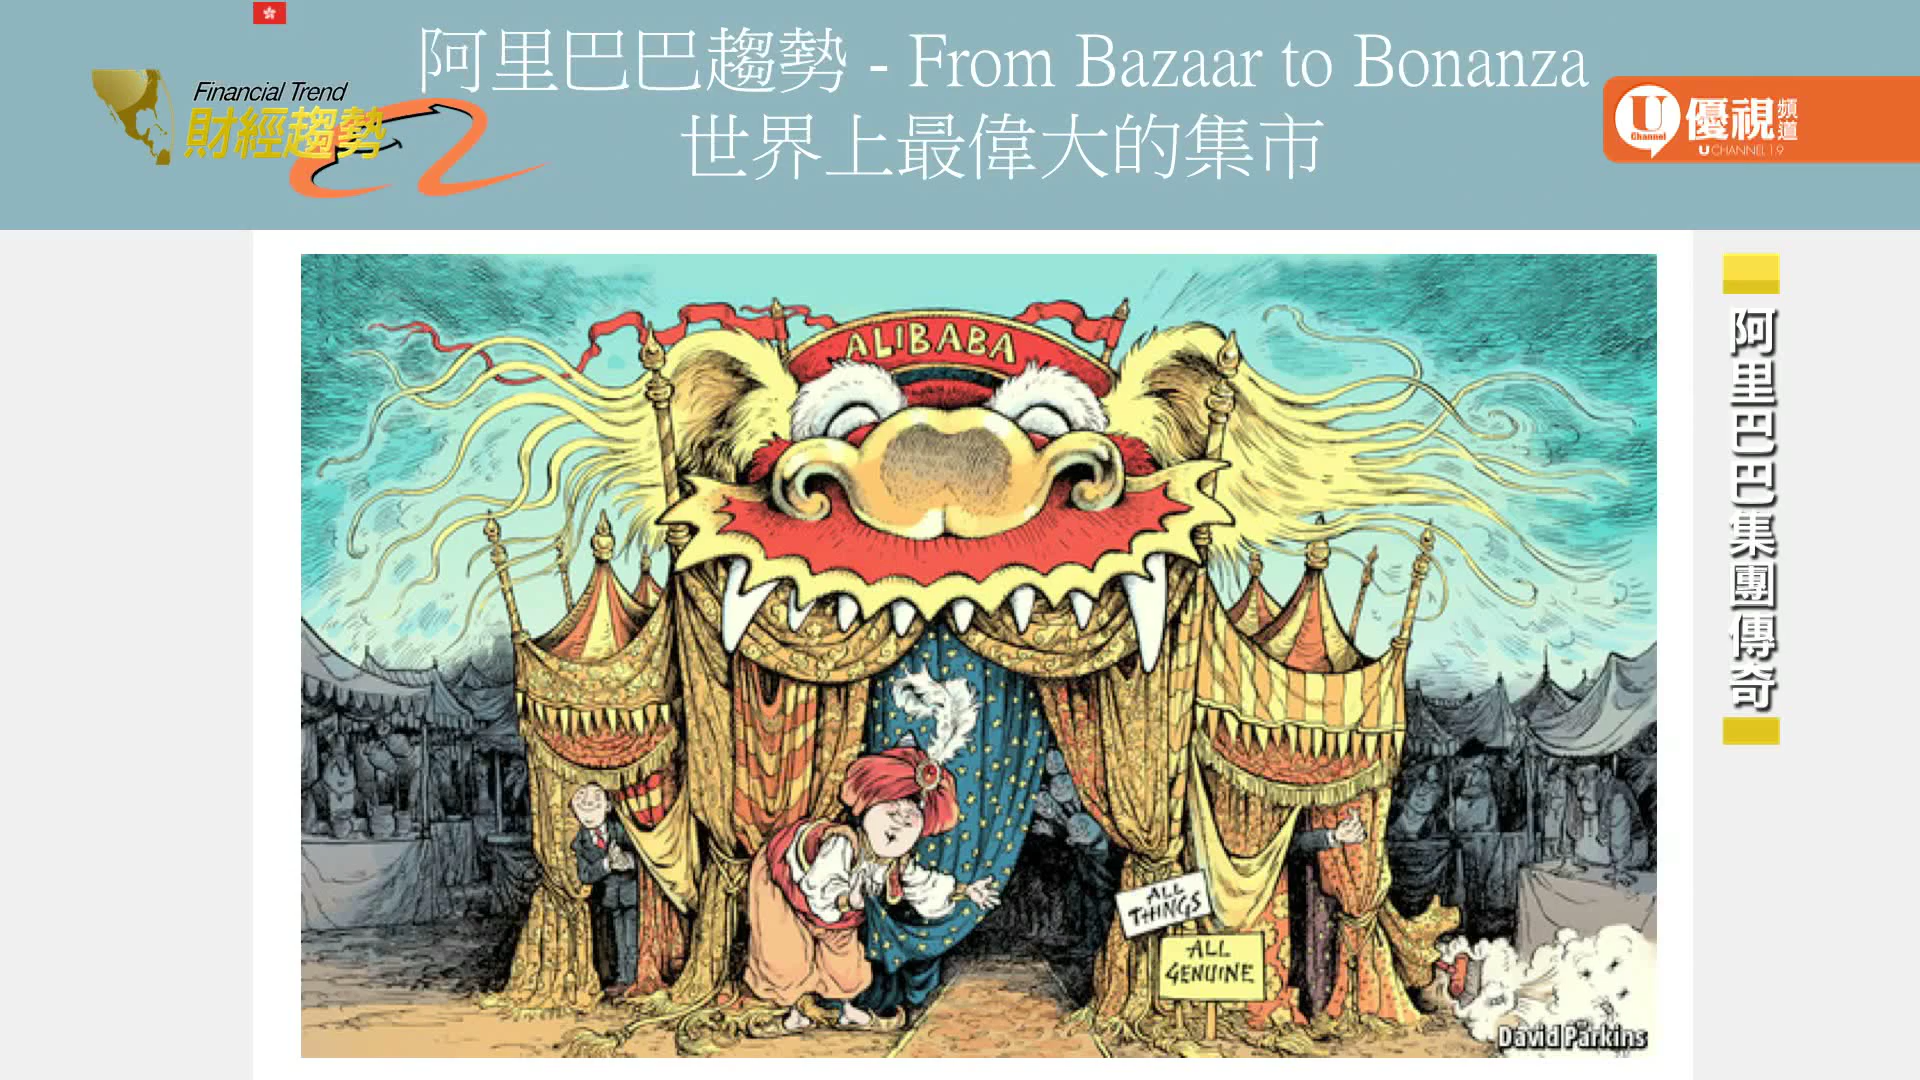 阿里巴巴趨勢 - From Bazaar to Bonanza
世界上最偉大的集市
Financial Trend
財經趨勢
U
Channel
優視頻道
U CHANNEL 19
阿里巴巴集團傳奇
ALIBABA
ALL
THINGS
ALL
GENUINE
David Parkins